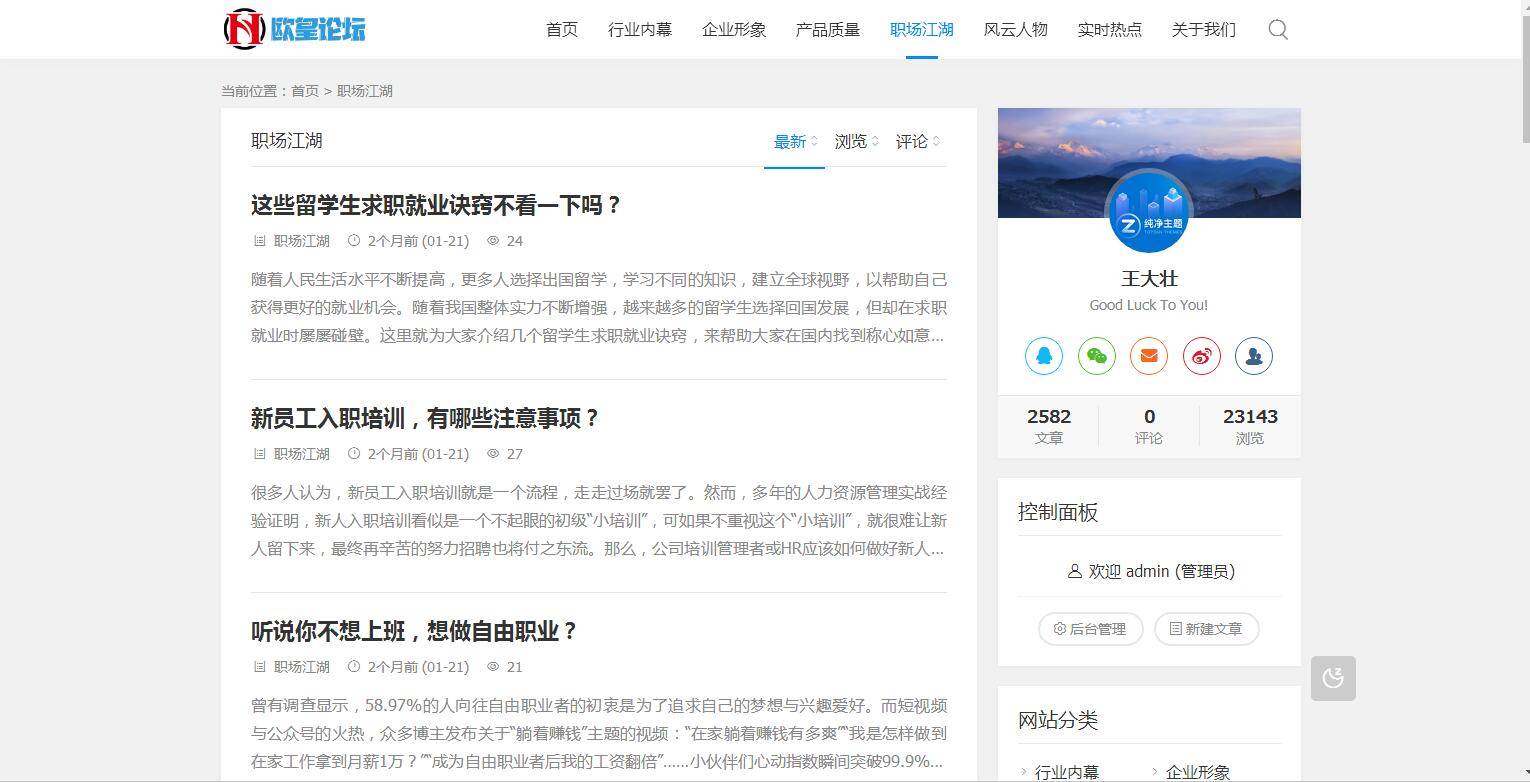 欧皇论坛
首页 行业内幕 企业形象 产品质量 职场江湖 风云人物 实时热点 关于我们
当前位置：首页 > 职场江湖
职场江湖
最新 浏览 评论
这些留学生求职就业诀窍不看一下吗？
职场江湖 2个月前 (01-21) 24
随着人民生活水平不断提高，更多人选择出国留学，学习不同的知识，建立全球视野，以帮助自己
获得更好的就业机会。随着我国整体实力不断增强，越来越多的留学生选择回国发展，但却在求职
就业时屡屡碰壁。这里就为大家介绍几个留学生求职就业诀窍，来帮助大家在国内找到称心如意...
新员工入职培训，有哪些注意事项？
职场江湖 2个月前 (01-21) 27
很多人认为，新员工入职培训就是一个流程，走走过场就罢了。然而，多年的人力资源管理实战经
验证明，新人入职培训看似是一个不起眼的初级“小培训”，可如果不重视这个“小培训”，就很难让新
人留下来，最终再辛苦的努力招聘也将付之东流。那么，公司培训管理者或HR应该如何做好新人...
听说你不想上班，想做自由职业？
职场江湖 2个月前 (01-21) 21
曾有调查显示，58.97%的人向往自由职业者的初衷是为了追求自己的梦想与兴趣爱好。而短视频
与公众号的火热，众多博主发布关于“躺着赚钱”主题的视频：“在家躺着赚钱有多爽”“我是怎样做到
在家工作拿到月薪1万？”“成为自由职业者后我的工资翻倍”......小伙伴们心动指数瞬间突破99.9%...
Z 纯净主题
王大壮
Good Luck To You!
2582 0 23143
文章 评论 浏览
控制面板
欢迎 admin (管理员)
后台管理 新建文章
网站分类
行业内幕 企业形象